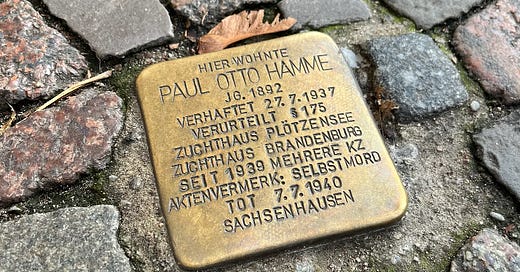 HIER WOHNTE
PAUL OTTO HAMME
JG. 1892
VERHAFTET 27.7.1937
VERURTEILT §175
ZUCHTHAUS PLÖTZENSEE
ZUCHTHAUS BRANDENBURG
SEIT 1939 MEHRERE KZ
AKTENVERMERK: SELBSTMORD
TOT 7.7.1940
SACHSENHAUSEN